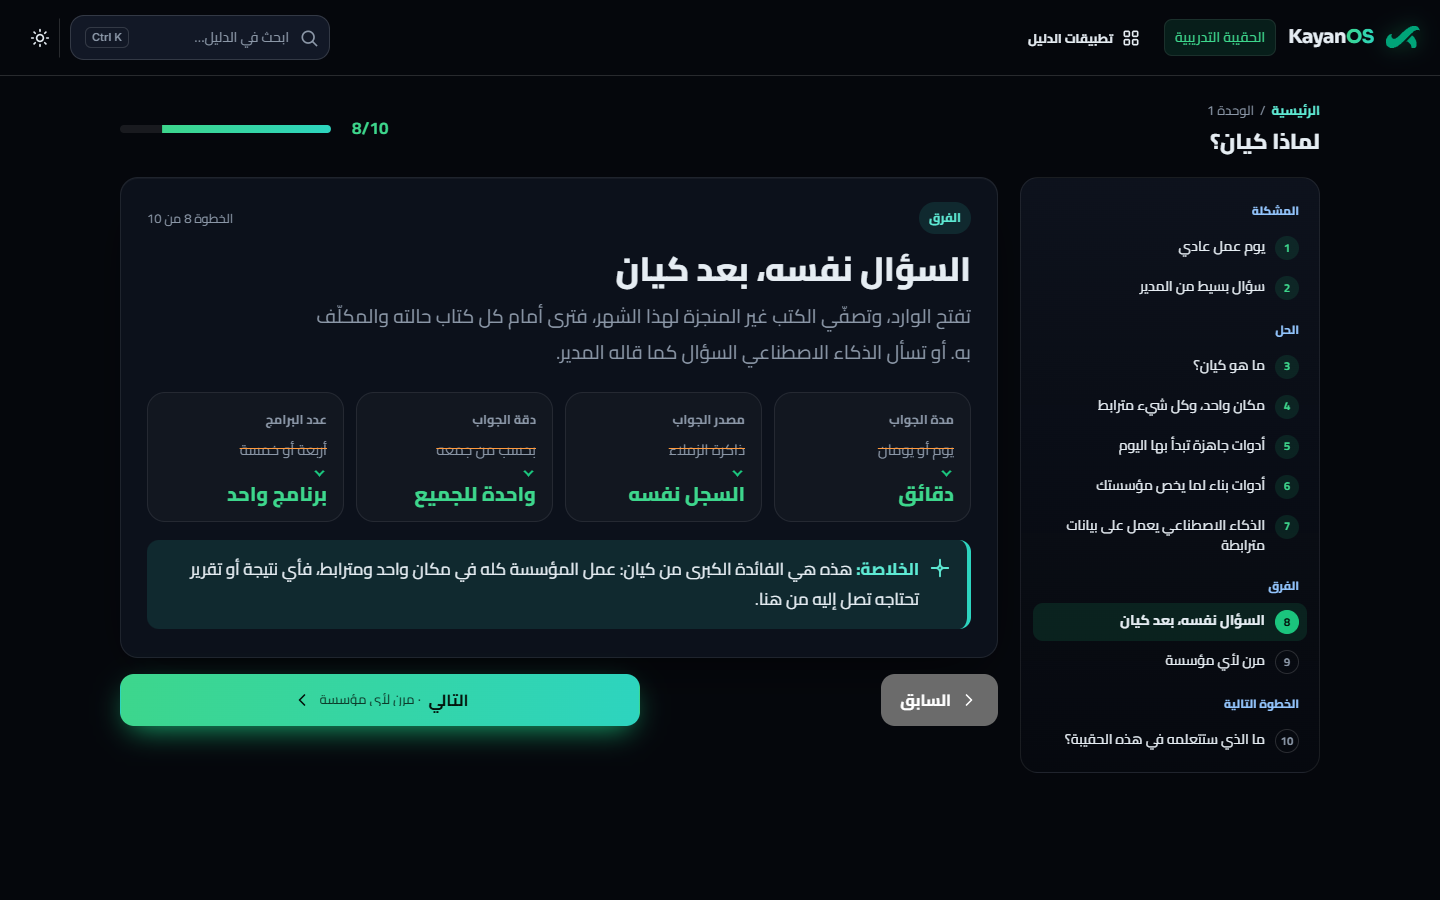 KayanOS
الحقيبة التدريبية
تطبيقات الدليل
ابحث في الدليل...
Ctrl K
الرئيسية / الوحدة 1
لماذا كيان؟
8/10
المشكلة
1 يوم عمل عادي
2 سؤال بسيط من المدير
الحل
3 ما هو كيان؟
4 مكان واحد، وكل شيء مترابط
5 أدوات جاهزة تبدأ بها اليوم
6 أدوات بناء لما يخص مؤسستك
7 الذكاء الاصطناعي يعمل على بيانات
مترابطة
الفرق
8 السؤال نفسه، بعد كيان
9 مرن لأي مؤسسة
الخطوة التالية
10 ما الذي ستتعلمه في هذه الحقيبة؟
الفرق
الخطوة 8 من 10
السؤال نفسه، بعد كيان
تفتح الوارد، وتصفّي الكتب غير المنجزة لهذا الشهر، فترى أمام كل كتاب حالته والمكلّف
به. أو تسأل الذكاء الاصطناعي السؤال كما قاله المدير.
مدة الجواب
يوم أو يومان
دقائق
مصدر الجواب
ذاكرة الزملاء
السجل نفسه
دقة الجواب
بحسب من جمعه
واحدة للجميع
عدد البرامج
أربعة أو خمسة
برنامج واحد
الخلاصة: هذه هي الفائدة الكبرى من كيان: عمل المؤسسة كله في مكان واحد ومترابط، فأي نتيجة أو تقرير
تحتاجه تصل إليه من هنا.
السابق
التالي · مرن لأي مؤسسة